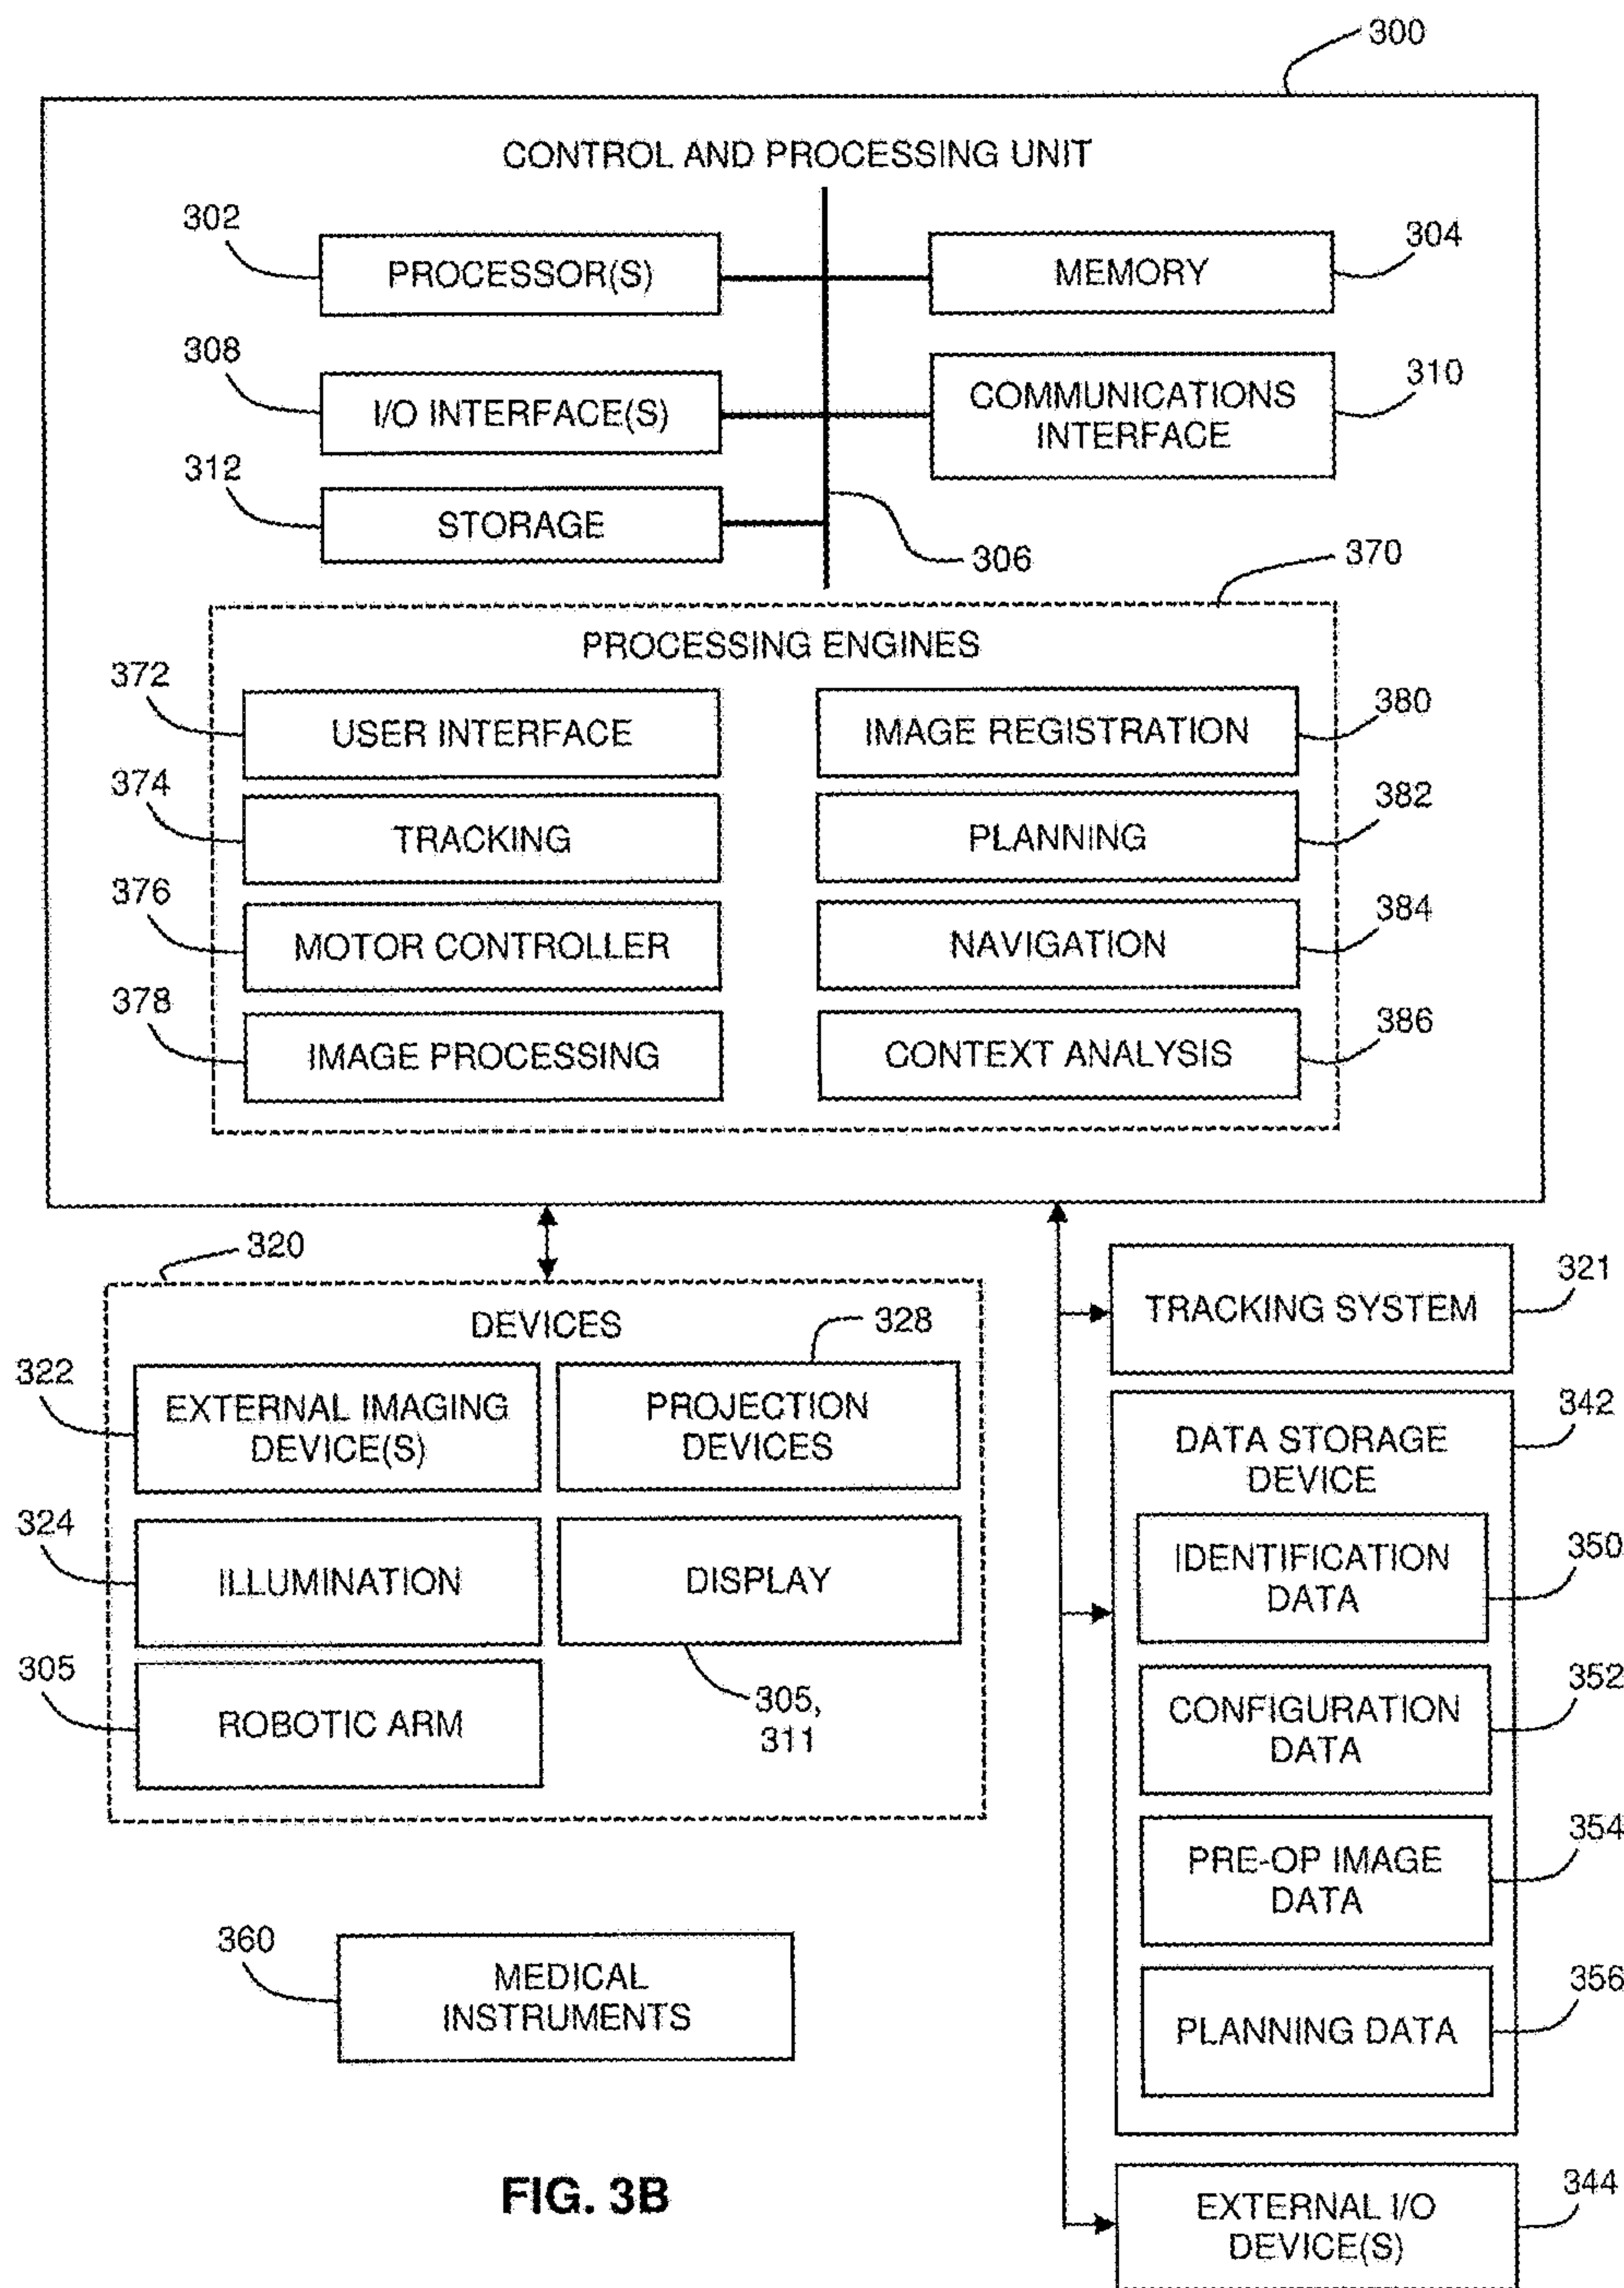 300
CONTROL AND PROCESSING UNIT
302
PROCESSOR(S)
MEMORY
304
308
I/O INTERFACE(S)
COMMUNICATIONS
INTERFACE
310
312
STORAGE
306
370
PROCESSING ENGINES
372
USER INTERFACE
IMAGE REGISTRATION
380
374
TRACKING
PLANNING
382
376
MOTOR CONTROLLER
NAVIGATION
384
378
IMAGE PROCESSING
CONTEXT ANALYSIS
386
320
DEVICES
328
322
EXTERNAL IMAGING
DEVICE(S)
PROJECTION
DEVICES
324
ILLUMINATION
DISPLAY
305
ROBOTIC ARM
305,
311
360
MEDICAL
INSTRUMENTS
TRACKING SYSTEM
321
DATA STORAGE
DEVICE
342
IDENTIFICATION
DATA
350
CONFIGURATION
DATA
352
PRE-OP IMAGE
DATA
354
PLANNING DATA
356
EXTERNAL I/O
DEVICE(S)
344
FIG. 3B